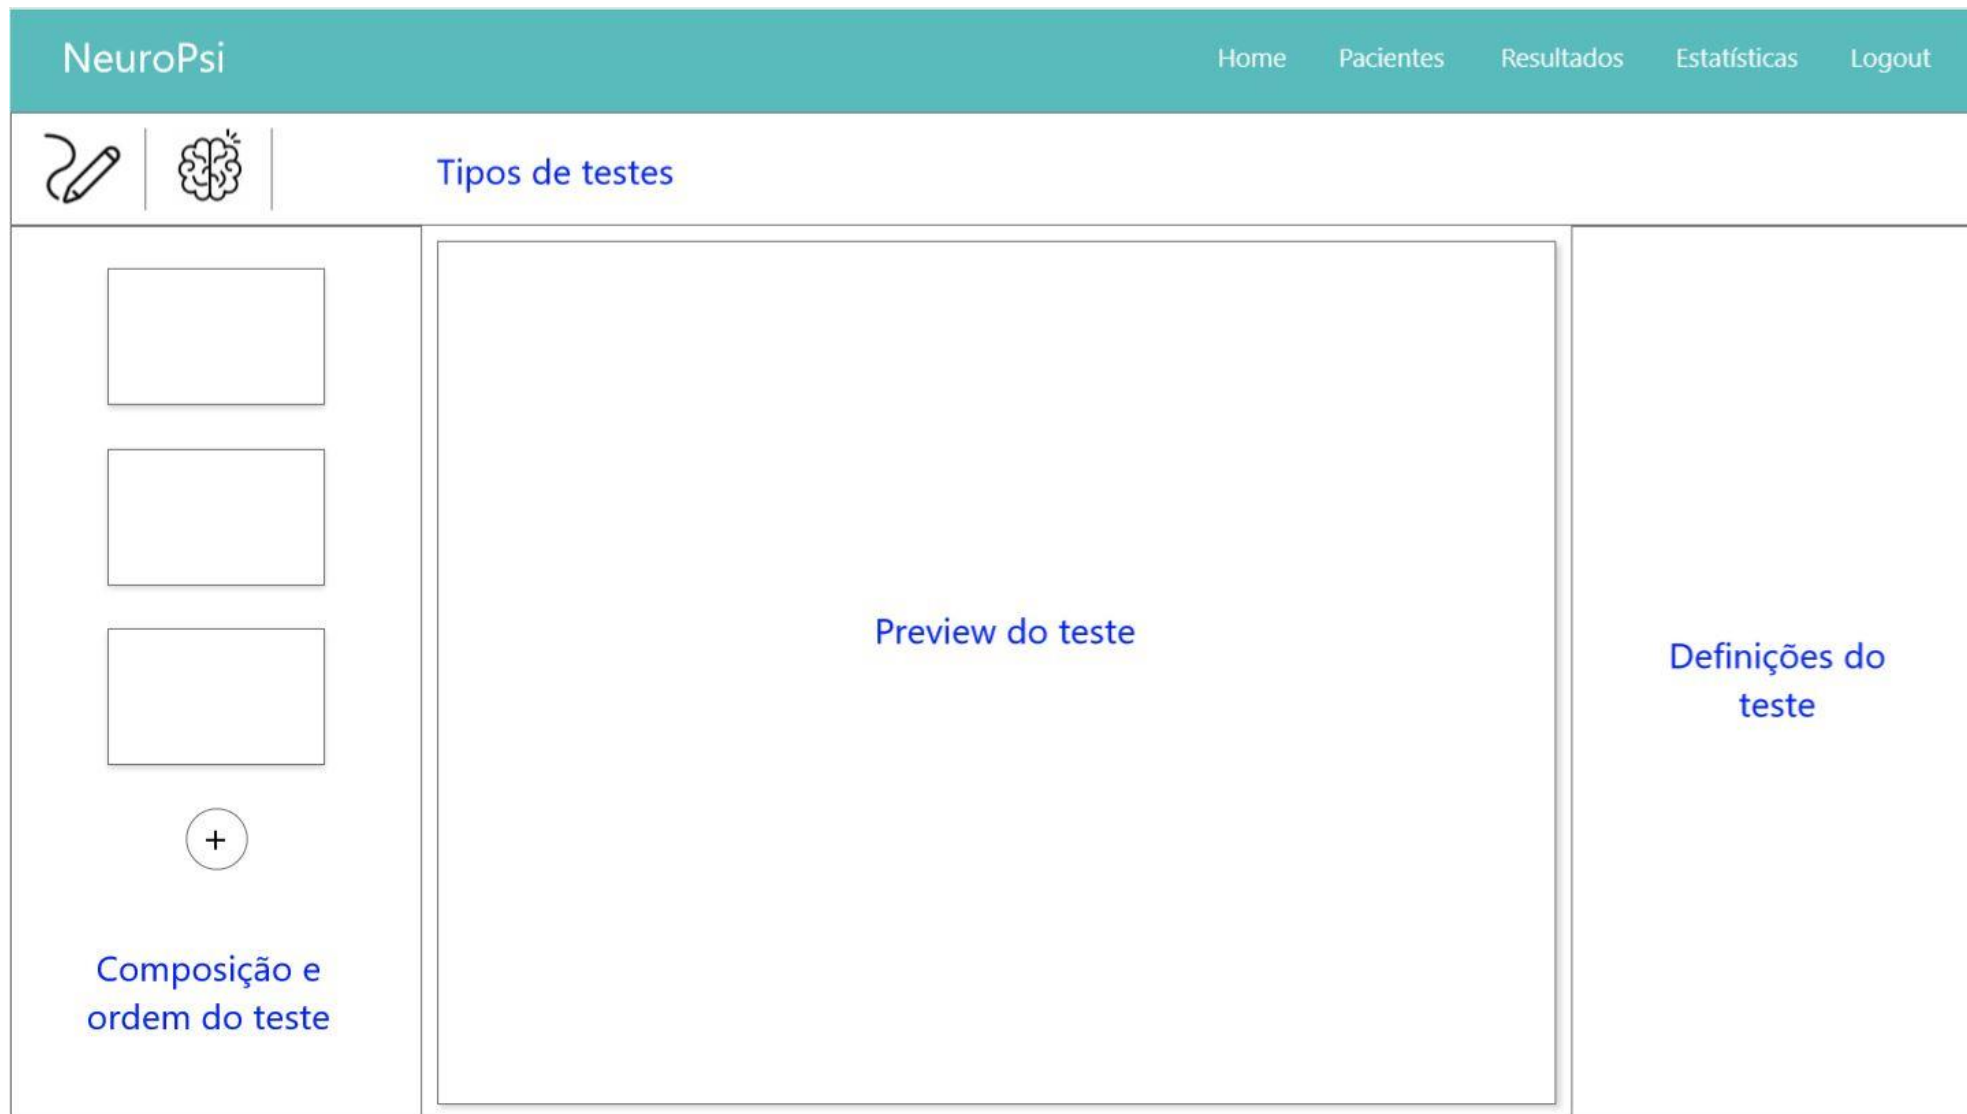 NeuroPsi
Home Pacientes Resultados Estatísticas Logout
Tipos de testes
Preview do teste
Definições do
teste
+
Composição e
ordem do teste